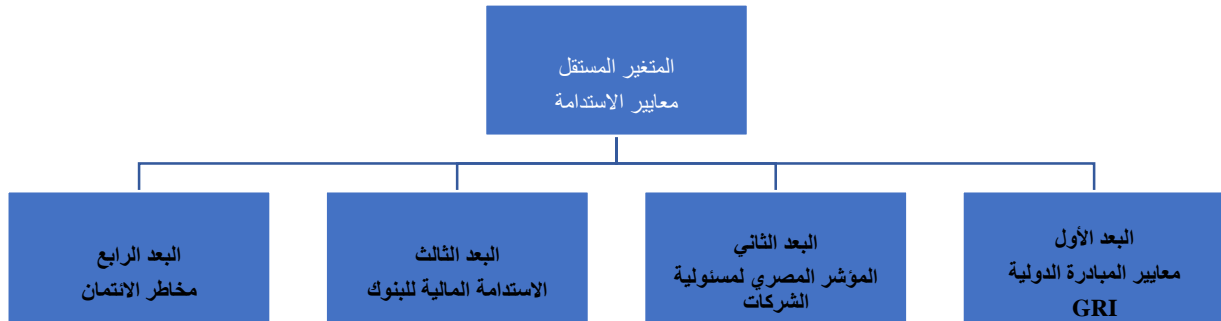 المتغير المستقل
معايير الاستدامة
البعد الأول
معايير المبادرة الدولية
GRI
البعد الثاني
المؤشر المصري لمسئولية
الشركات
البعد الثالث
الاستدامة المالية للبنوك
البعد الرابع
مخاطر الائتمان